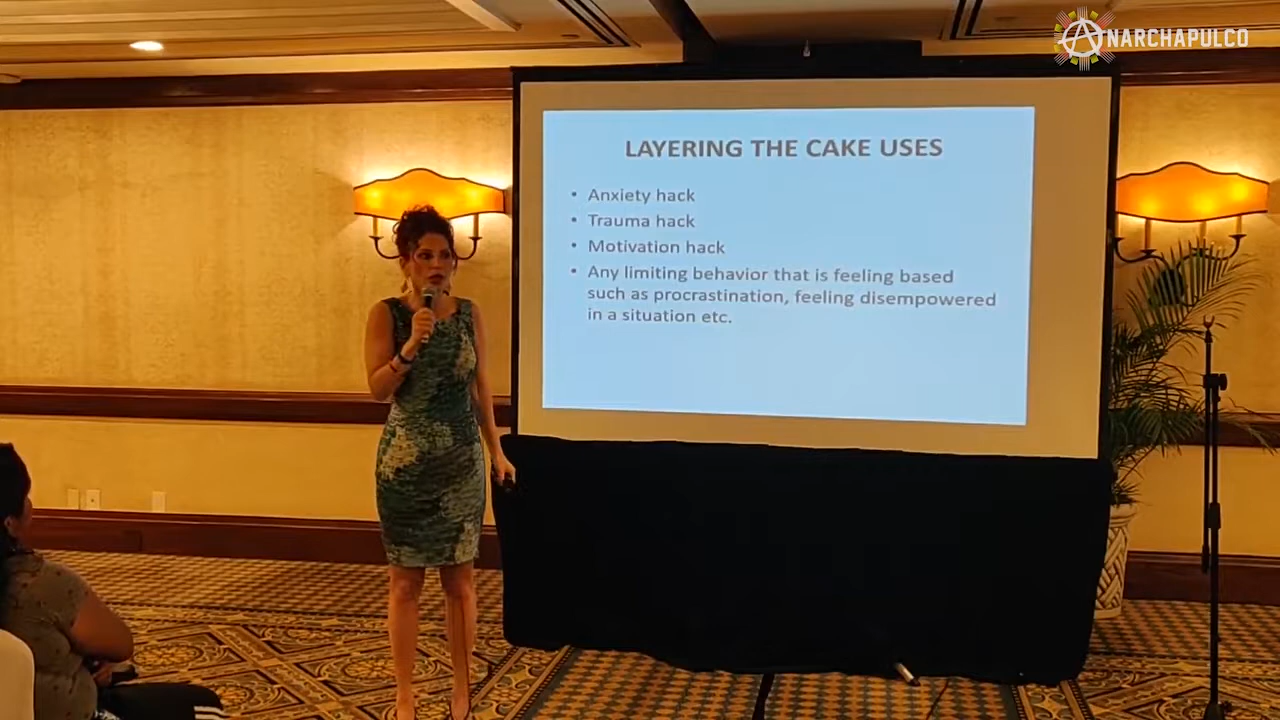 ANARCHAPULCO
LAYERING THE CAKE USES
• Anxiety hack
• Trauma hack
• Motivation hack
• Any limiting behavior that is feeling based
such as procrastination, feeling disempowered
in a situation etc.